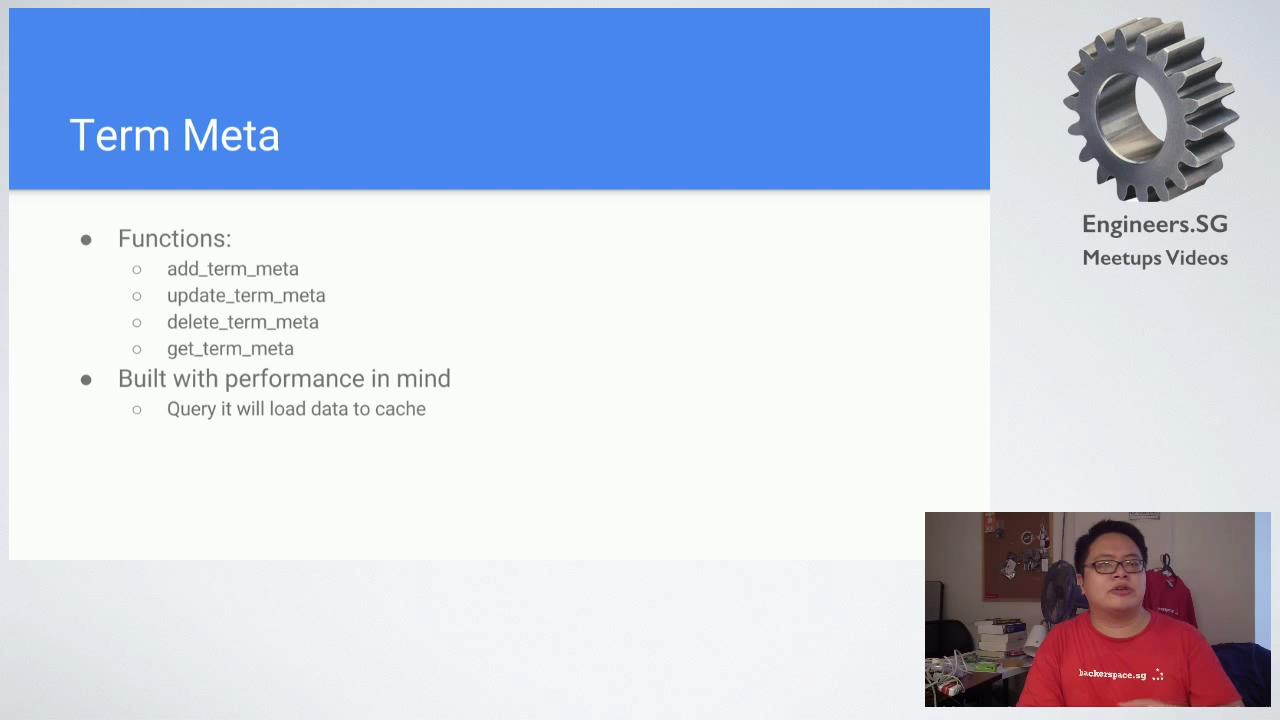 Term Meta
Functions:
add_term_meta
update_term_meta
delete_term_meta
get_term_meta
Built with performance in mind
Query it will load data to cache
Engineers.SG
Meetups Videos
hackerspace.sg